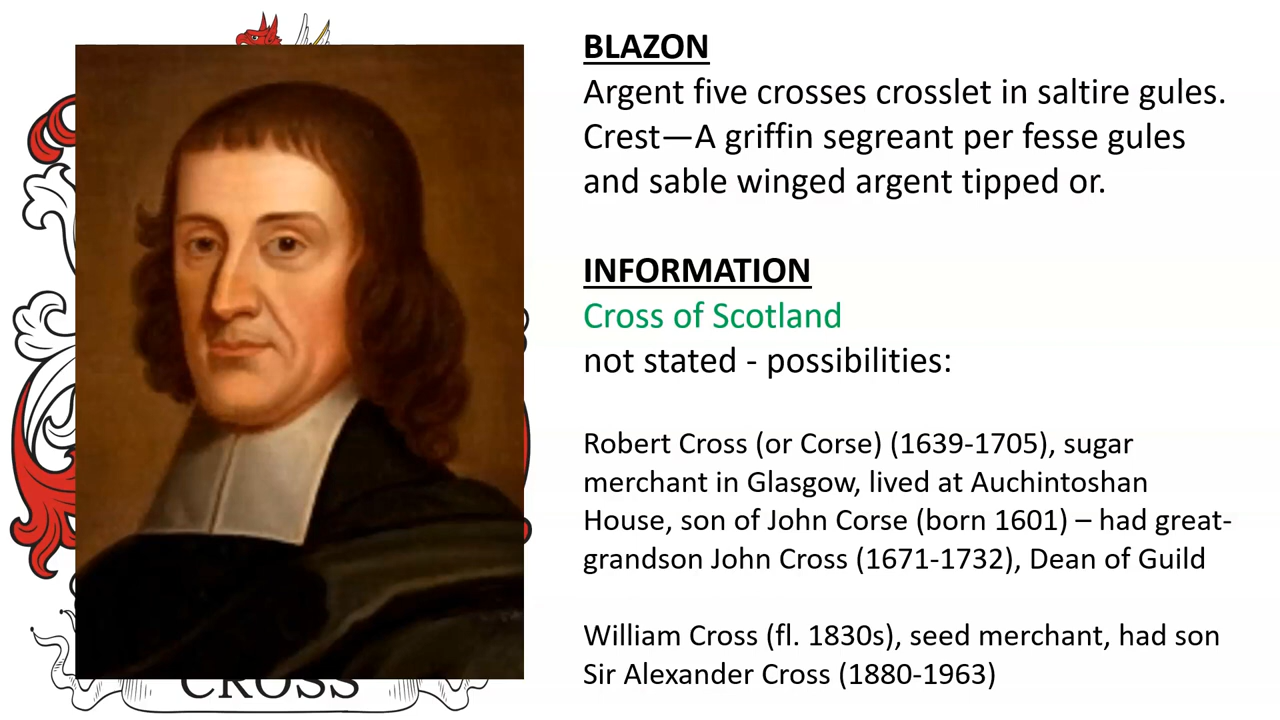 BLAZON
Argent five crosses crosslet in saltire gules.
Crest—A griffin segreant per fesse gules
and sable winged argent tipped or.
INFORMATION
Cross of Scotland
not stated - possibilities:
Robert Cross (or Corse) (1639-1705), sugar
merchant in Glasgow, lived at Auchintoshan
House, son of John Corse (born 1601) – had great-
grandson John Cross (1671-1732), Dean of Guild
William Cross (fl. 1830s), seed merchant, had son
Sir Alexander Cross (1880-1963)
CROSS